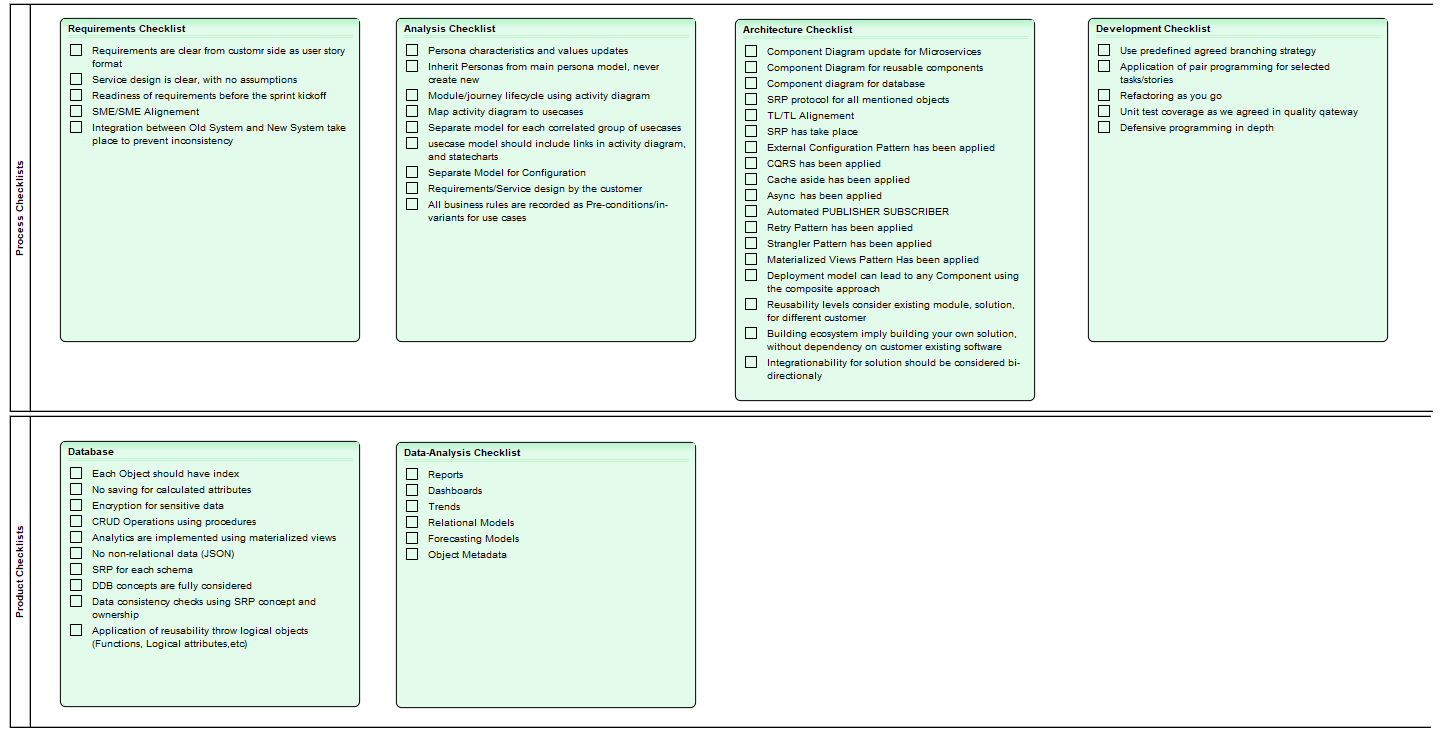 Process Checklists
Requirements Checklist
Requirements are clear from customr side as user story
format
Service design is clear, with no assumptions
Readiness of requirements before the sprint kickoff
SME/SME Alignement
Integration between Old System and New System take
place to prevent inconsistency
Analysis Checklist
Persona characteristics and values updates
Inherit Personas from main persona model, never
create new
Module/journey lifecycle using activity diagram
Map activity diagram to usecases
Separate model for each correlated group of usecases
usecase model should include links in activity diagram,
and statecharts
Separate Model for Configuration
Requirements/Service design by the customer
All business rules are recorded as Pre-conditions/in-
variants for use cases
Architecture Checklist
Component Diagram update for Microservices
Component Diagram for reusable components
Component diagram for database
SRP protocol for all mentioned objects
TL/TL Alignement
SRP has take place
External Configuration Pattern has been applied
CQRS has been applied
Cache aside has been applied
Async has been applied
Automated PUBLISHER SUBSCRIBER
Retry Pattern has been applied
Strangler Pattern has been applied
Materialized Views Pattern Has been applied
Deployment model can lead to any Component using
the composite approach
Reusability levels consider existing module, solution,
for different customer
Building ecosystem imply building your own solution,
without dependency on customer existing software
Integrationability for solution should be considered bi-
directionaly
Development Checklist
Use predefined agreed branching strategy
Application of pair programming for selected
tasks/stories
Refactoring as you go
Unit test coverage as we agreed in quality qateway
Defensive programming in depth
Product Checklists
Database
Each Object should have index
No saving for calculated attributes
Encryption for sensitive data
CRUD Operations using procedures
Analytics are implemented using materialized views
No non-relational data (JSON)
SRP for each schema
DDB concepts are fully considered
Data consistency checks using SRP concept and
ownership
Application of reusability throw logical objects
(Functions, Logical attributes,etc)
Data-Analysis Checklist
Reports
Dashboards
Trends
Relational Models
Forecasting Models
Object Metadata